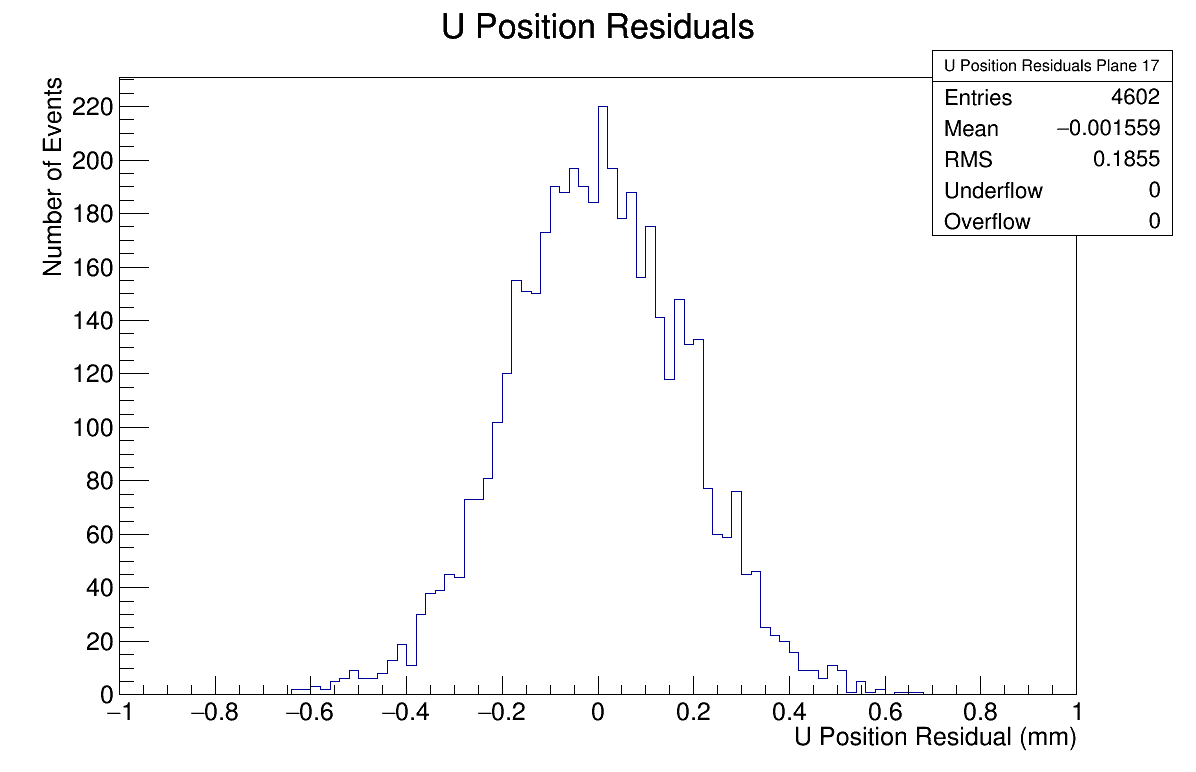 U Position Residuals
U Position Residuals Plane 17
Entries 4602
Mean −0.001559
RMS 0.1855
Underflow 0
Overflow 0
Number of Events
220
200
180
160
140
120
100
80
60
40
20
0
−1 −0.8 −0.6 −0.4 −0.2 0 0.2 0.4 0.6 0.8 1
U Position Residual (mm)